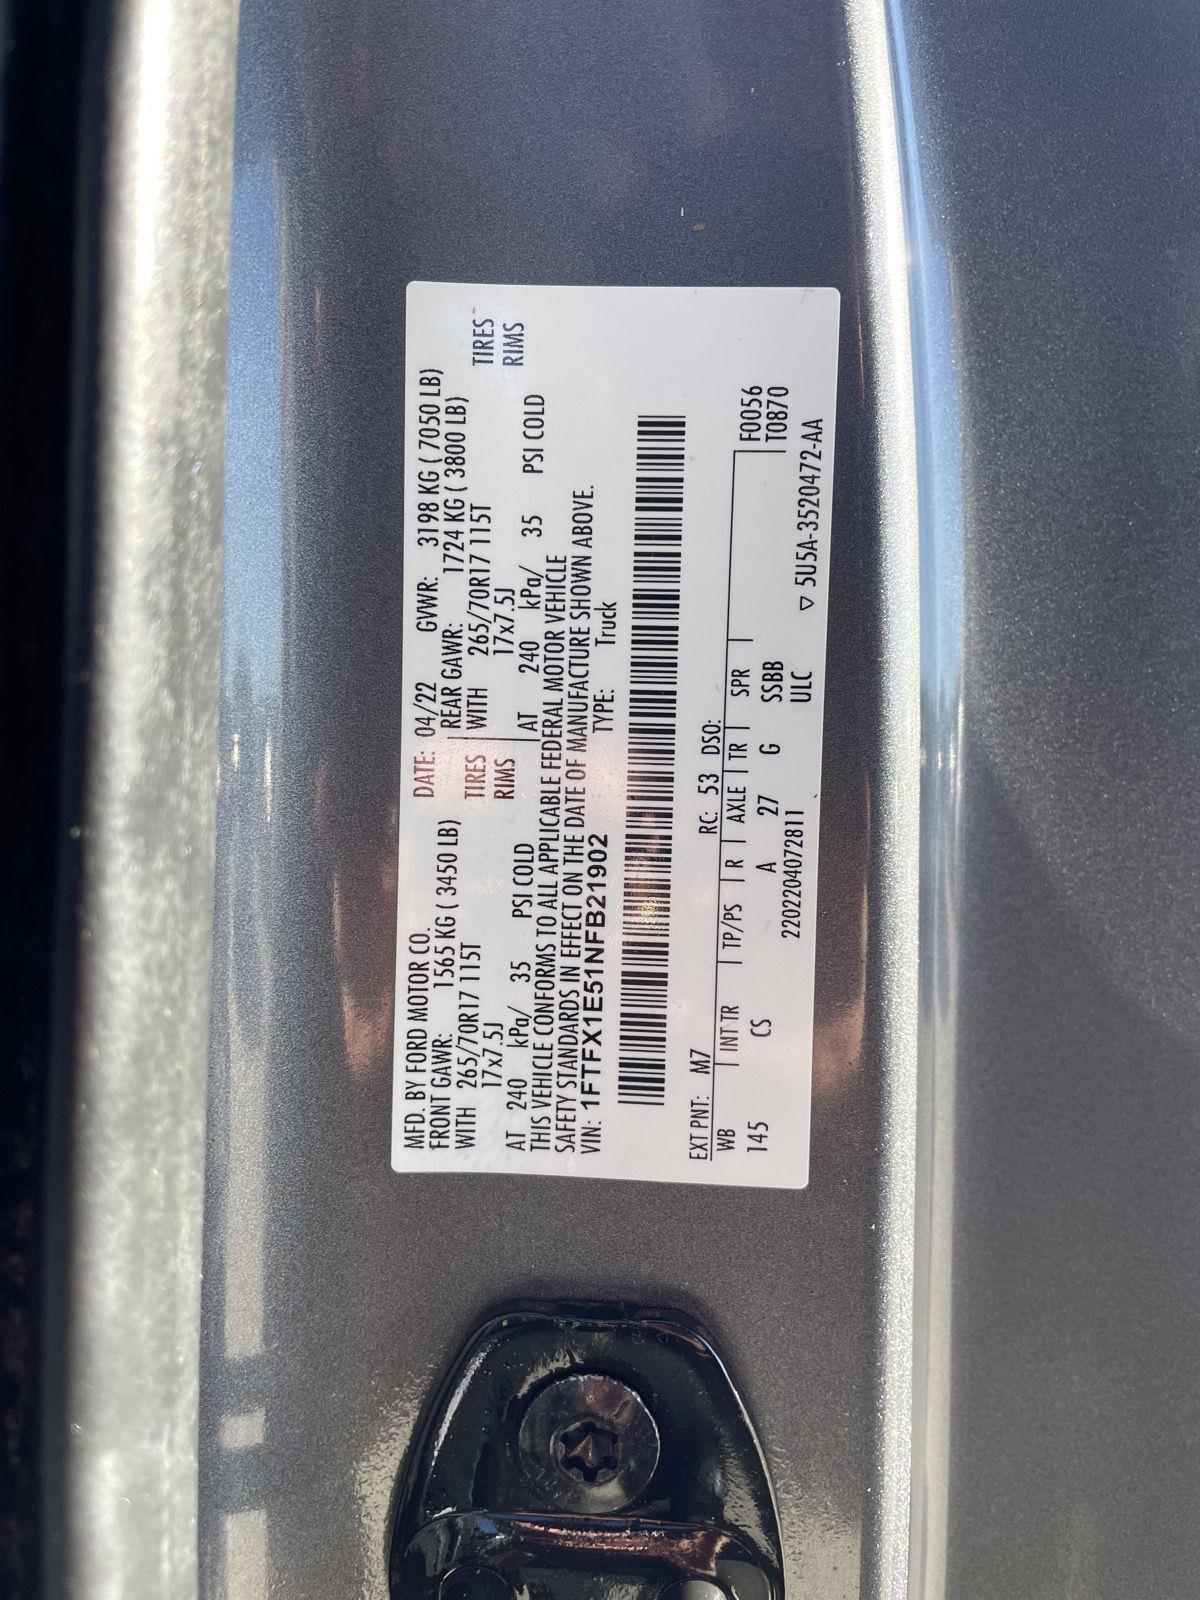 MFD. BY FORD MOTOR CO. DATE: 04/22 GVWR: 3198 KG ( 7050 LB)
FRONT GAWR: 1565 KG ( 3450 LB) REAR GAWR: 1724 KG ( 3800 LB)
WITH 265/70R17 115T TIRES WITH 265/70R17 115T TIRES
17x7.5J RIMS 17x7.5J RIMS
AT 240 kPa/ 35 PSI COLD AT 240 kPa/ 35 PSI COLD
THIS VEHICLE CONFORMS TO ALL APPLICABLE FEDERAL MOTOR VEHICLE
SAFETY STANDARDS IN EFFECT ON THE DATE OF MANUFACTURE SHOWN ABOVE.
VIN: 1FTFX1E51NFB21902 TYPE: Truck
EXT PNT: M7 RC: 53 DSO:
WB INT TR TP/PS R AXLE TR SPR F0056
145 CS A 27 G SSBB T0870
2202204072811 ULC ▽ 5U5A-3520472-AA